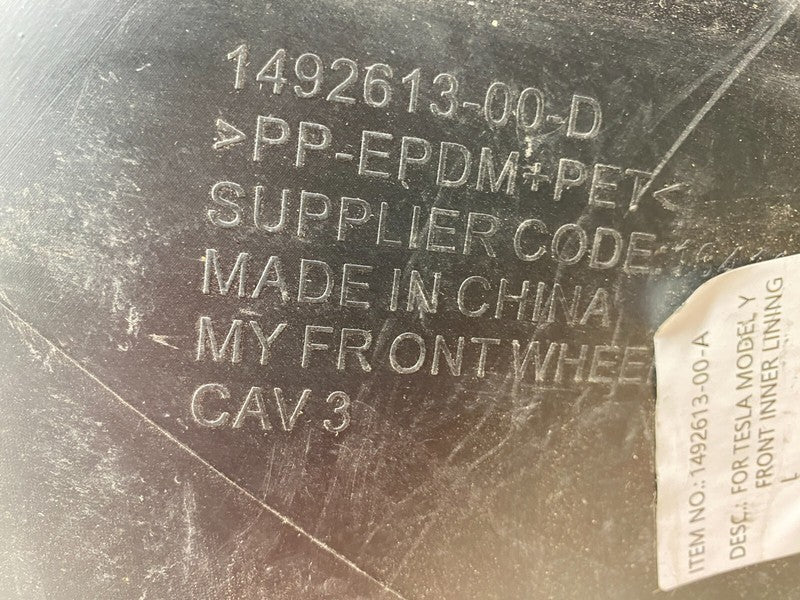 1492613-00-D
>PP-EPDM+PET<
SUPPLIER CODE
MADE IN CHINA
MY FRONT WHEE
CAV 3
ITEM NO.: 1492613-00-A
DESC.: FOR TESLA MODEL Y
FRONT INNER LINING
L